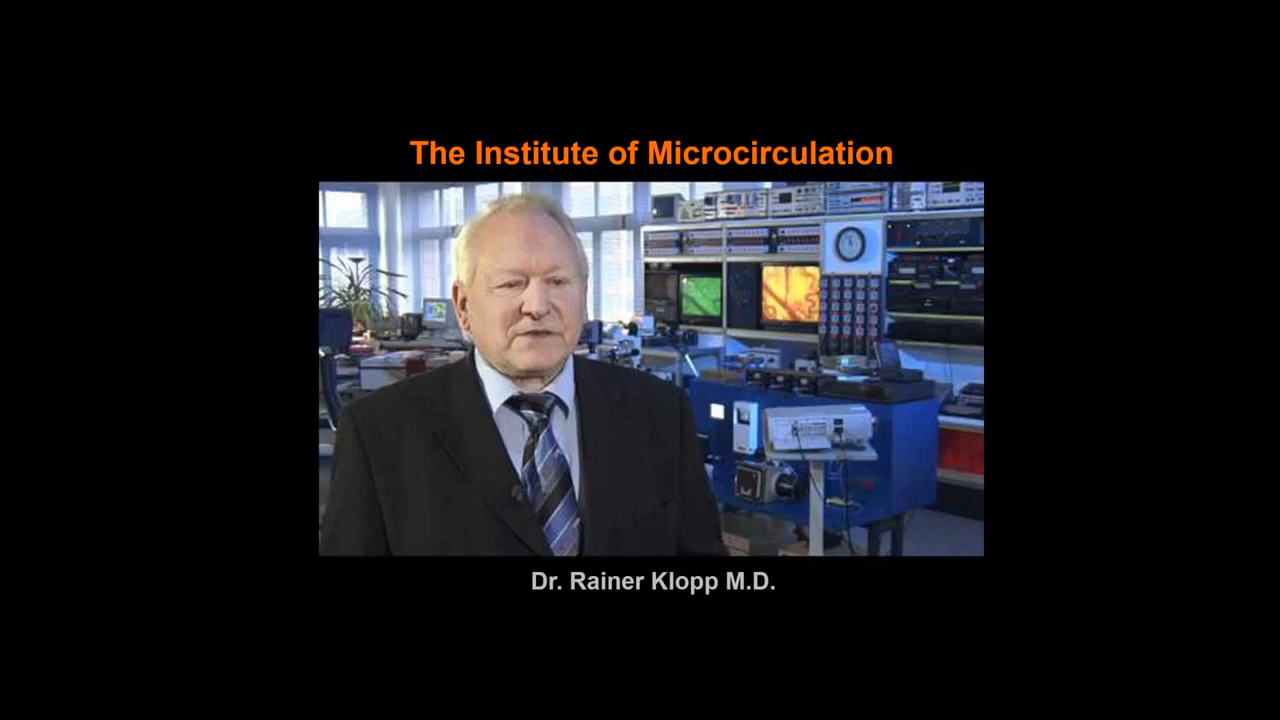 The Institute of Microcirculation
Dr. Rainer Klopp M.D.